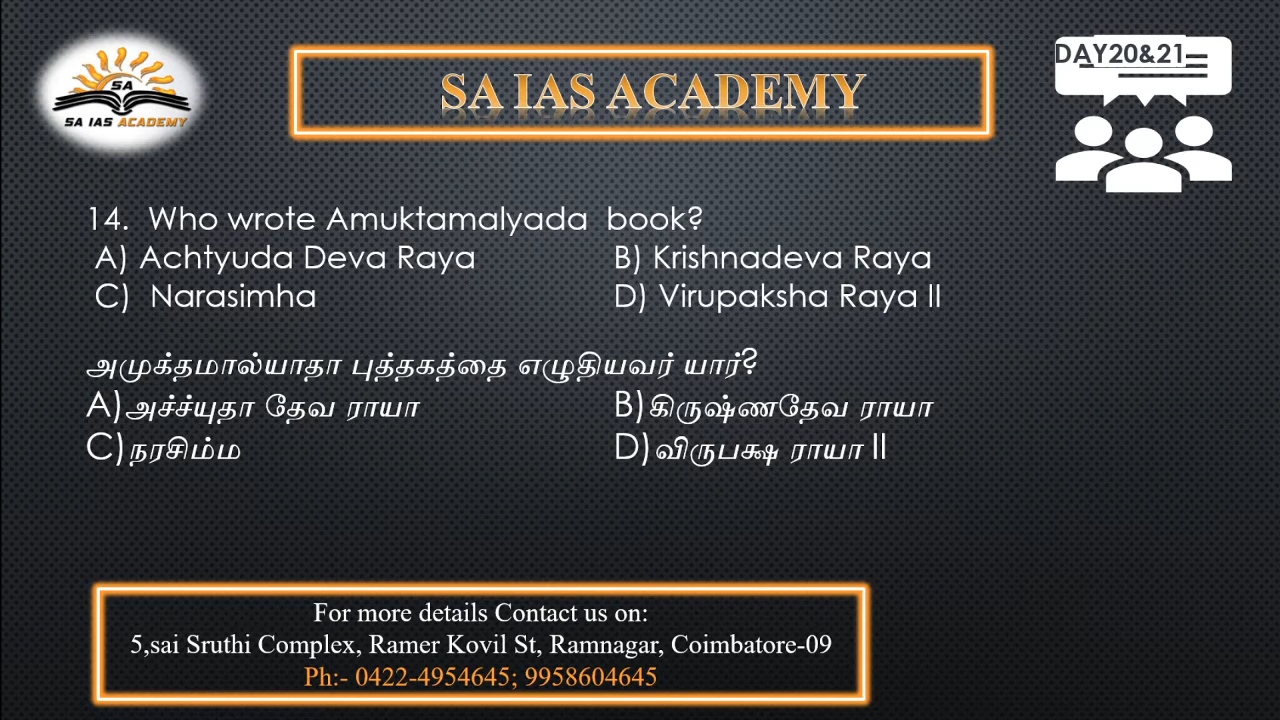 SA
SA IAS ACADEMY
SA IAS ACADEMY
DAY20&21
14. Who wrote Amuktamalyada book?
A) Achtyuda Deva Raya B) Krishnadeva Raya
C) Narasimha D) Virupaksha Raya II
அமுக்தமால்யாதா புத்தகத்தை எழுதியவர் யார்?
A)அச்ச்யுதா தேவ ராயா B)கிருஷ்ணதேவ ராயா
C)நரசிம்ம D)விருபக்ஷ ராயா II
For more details Contact us on:
5,sai Sruthi Complex, Ramer Kovil St, Ramnagar, Coimbatore-09
Ph:- 0422-4954645; 9958604645